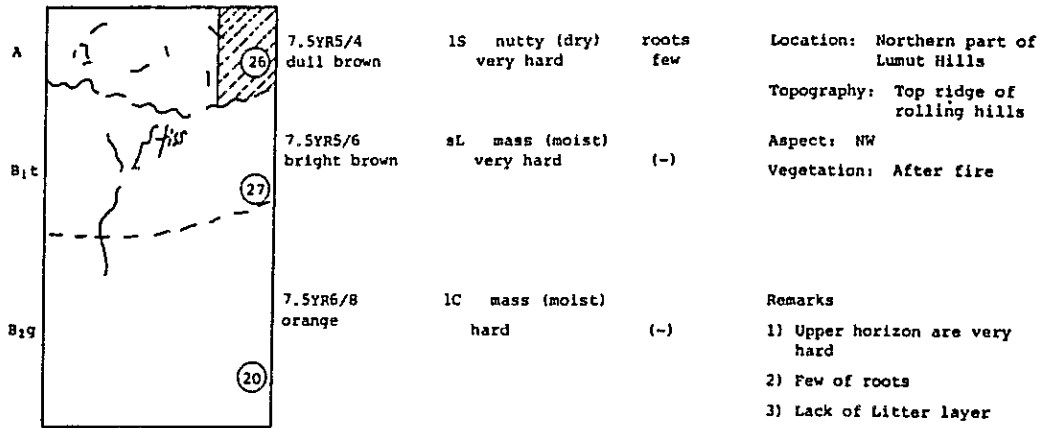 A
26
7.5YR5/4 lS nutty (dry) roots
dull brown very hard few
Location: Northern part of
Lumut Hills
Topography: Top ridge of
rolling hills
fiss
B₁t
27
7.5YR5/6 sL mass (moist)
bright brown very hard (-)
Aspect: NW
Vegetation: After fire
B₂g
20
7.5YR6/8 lC mass (moist)
orange hard (-)
Remarks
1) Upper horizon are very
hard
2) Few of roots
3) Lack of Litter layer